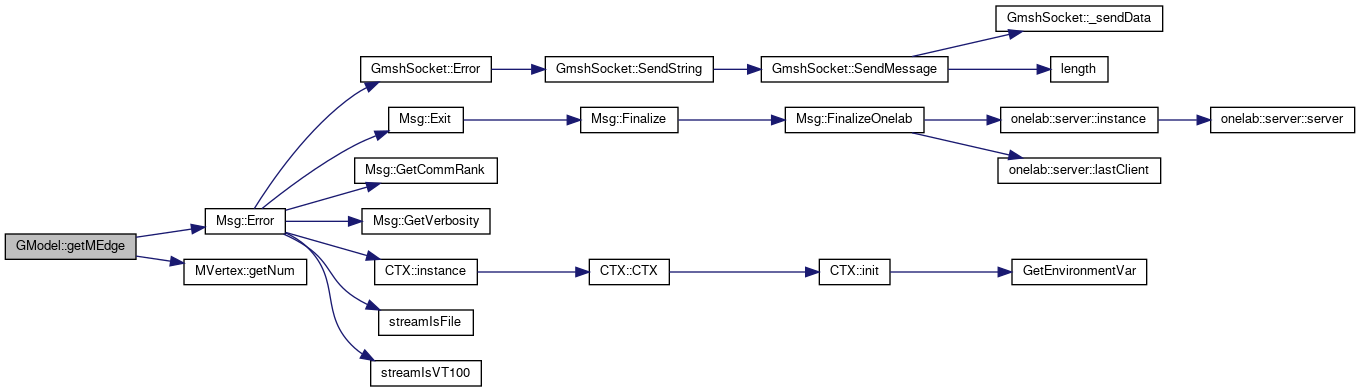 GmshSocket::_sendData
GmshSocket::Error
GmshSocket::SendString
GmshSocket::SendMessage
length
Msg::Exit
Msg::Finalize
Msg::FinalizeOnelab
onelab::server::instance
onelab::server::server
Msg::GetCommRank
onelab::server::lastClient
Msg::Error
Msg::GetVerbosity
GModel::getMEdge
MVertex::getNum
CTX::instance
CTX::CTX
CTX::init
GetEnvironmentVar
streamIsFile
streamIsVT100